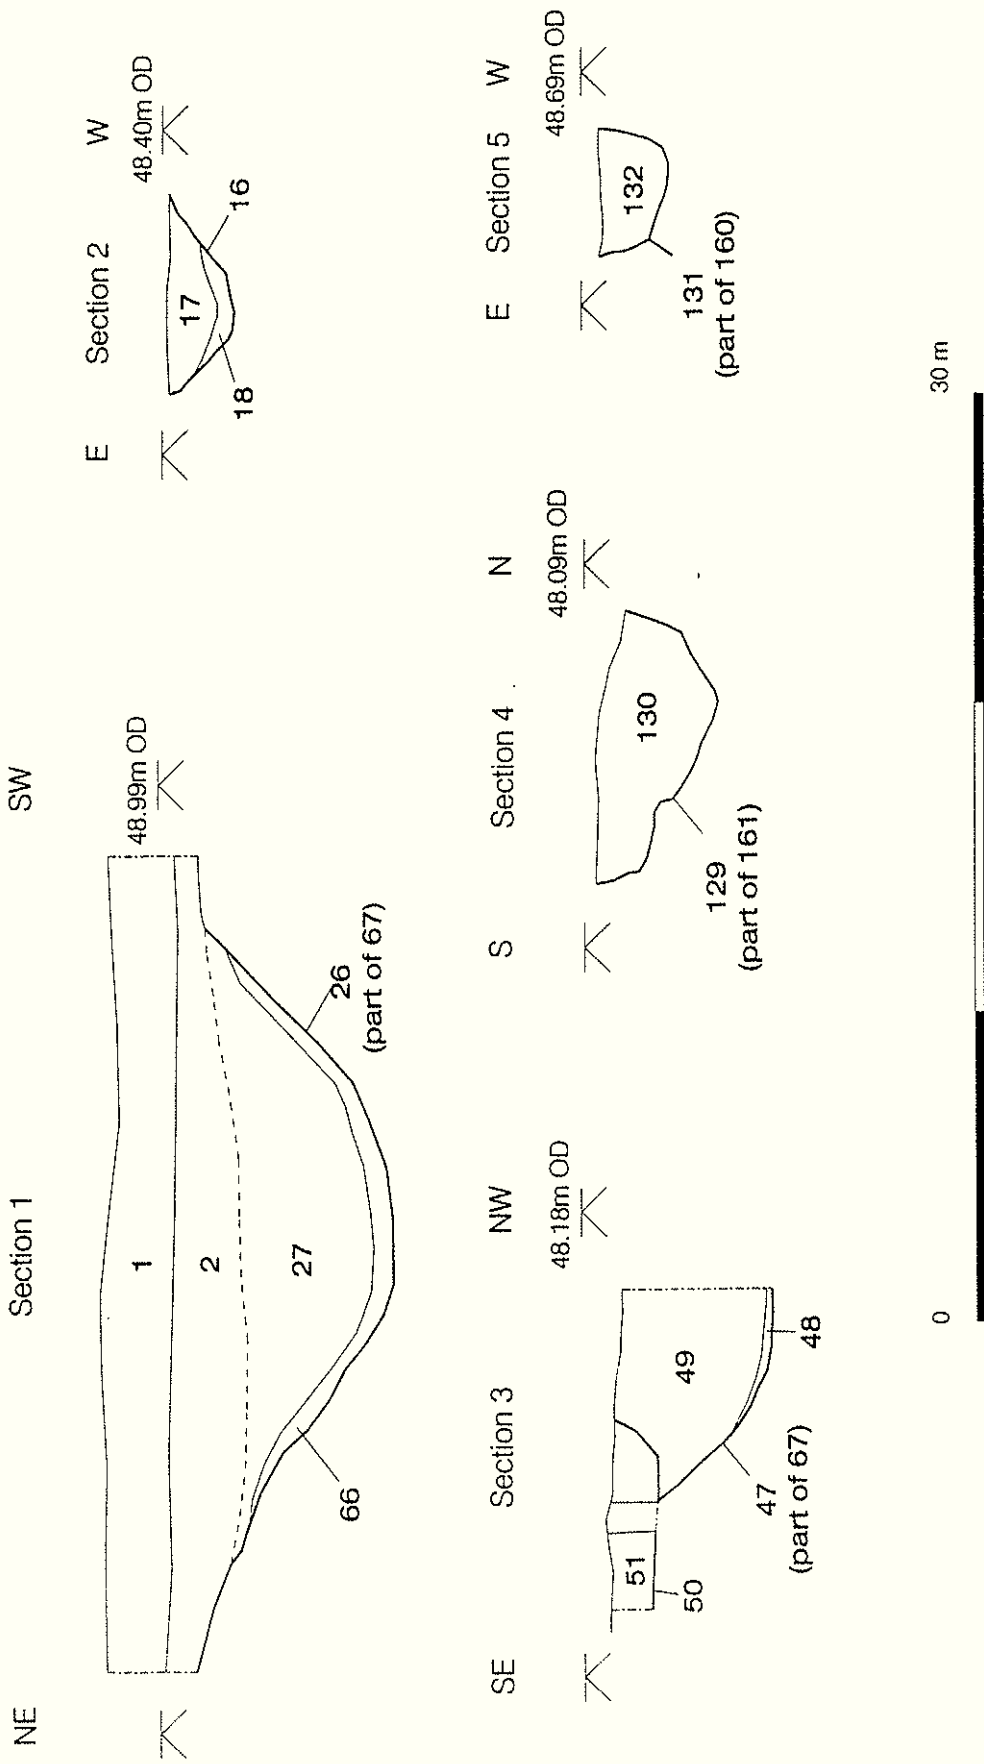 NE
Section 1
SW
48.99m OD
1
2
27
66
26
(part of 67)
E
Section 2
W
48.40m OD
17
18
16
SE
Section 3
NW
48.18m OD
51
50
49
48
47
(part of 67)
S
Section 4
N
48.09m OD
130
129
(part of 161)
E
Section 5
W
48.69m OD
132
131
(part of 160)
0
30 m